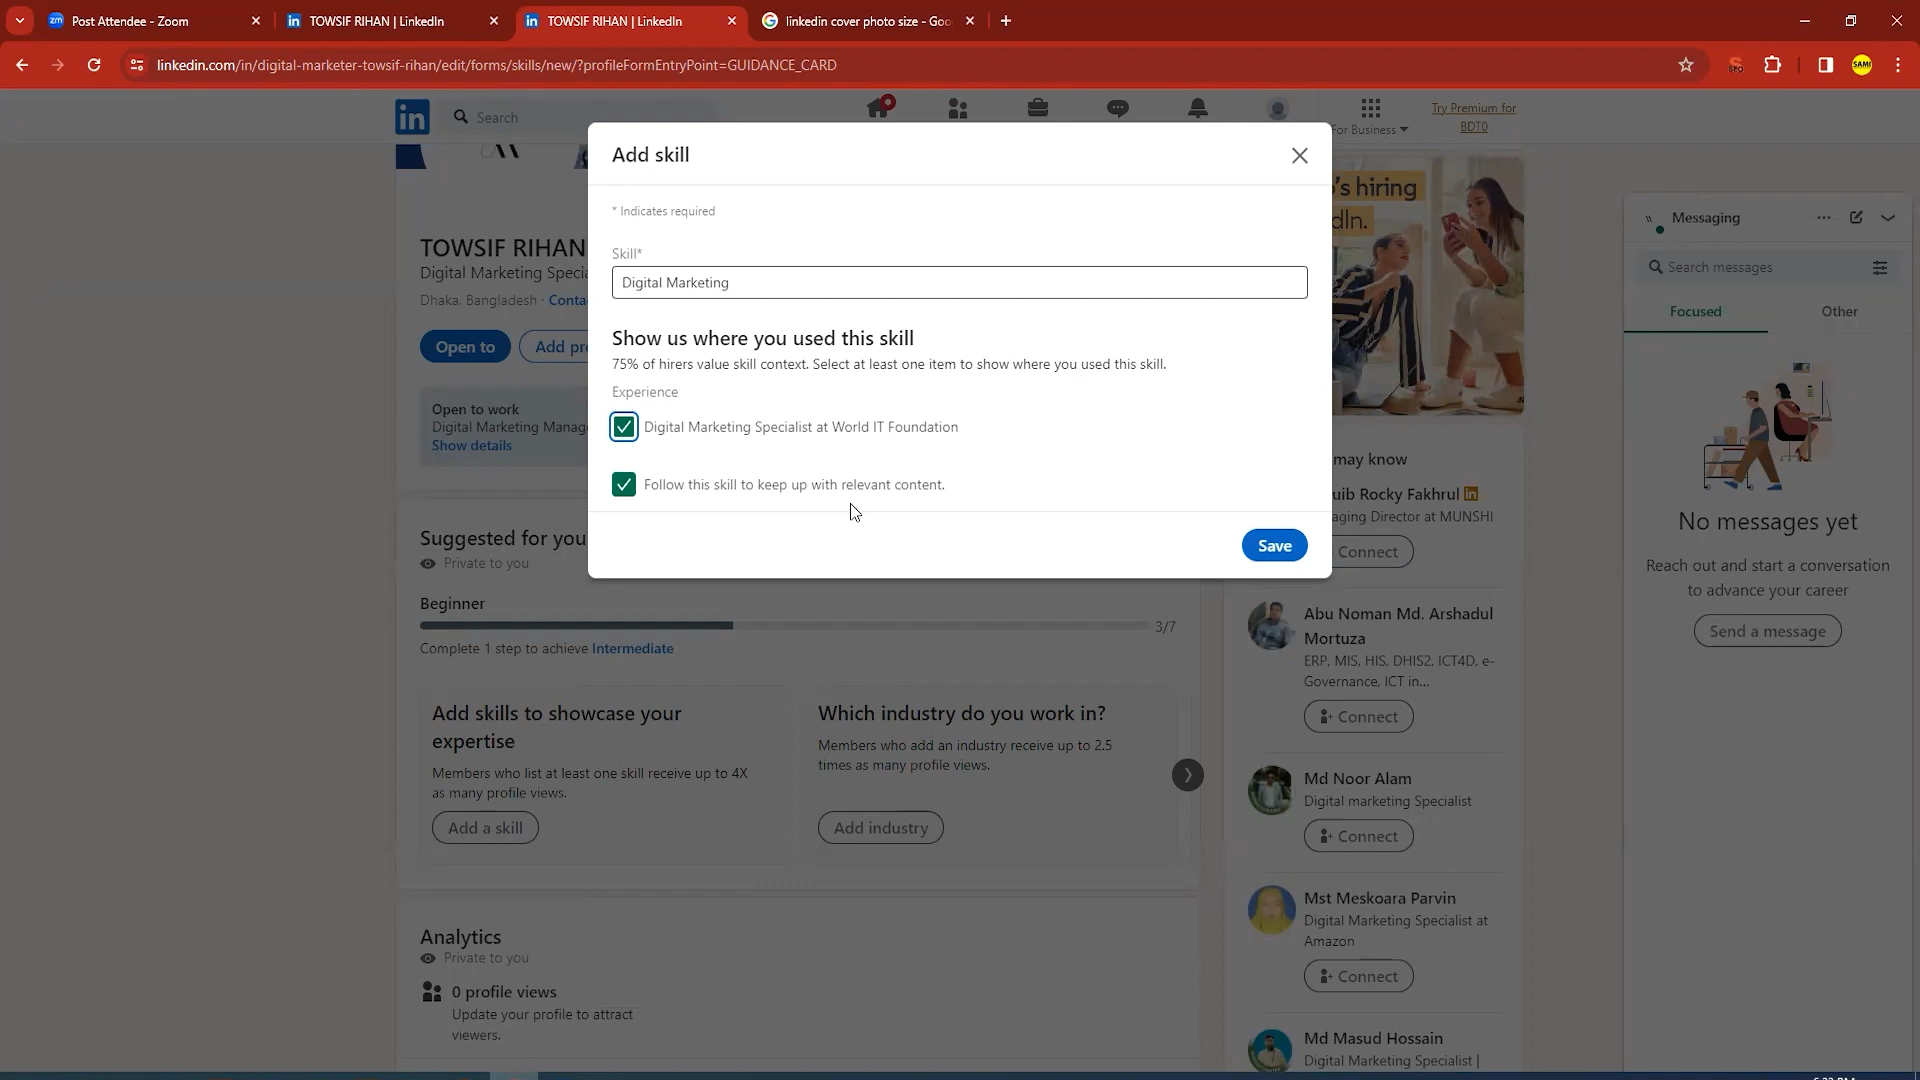 Post Attendee - Zoom
TOWSIF RIHAN | LinkedIn
TOWSIF RIHAN | LinkedIn
linkedin cover photo size - Goo
linkedin.com/in/digital-marketer-towsif-rihan/edit/forms/skills/new/?profileFormEntryPoint=GUIDANCE_CARD
SAMI
in
Search
For Business
Try Premium for
BDT0
Add skill
* Indicates required
Skill*
Digital Marketing
Show us where you used this skill
75% of hirers value skill context. Select at least one item to show where you used this skill.
Experience
Digital Marketing Specialist at World IT Foundation
Follow this skill to keep up with relevant content.
Save
TOWSIF RIHAN
Digital Marketing Specia
Dhaka, Bangladesh · Conta
Open to
Add pr
Open to work
Digital Marketing Manag
Show details
Suggested for you
Private to you
Beginner
3/7
Complete 1 step to achieve Intermediate
Add skills to showcase your
expertise
Members who list at least one skill receive up to 4X
as many profile views.
Add a skill
Which industry do you work in?
Members who add an industry receive up to 2.5
times as many profile views.
Add industry
Analytics
Private to you
0 profile views
Update your profile to attract
viewers.
's hiring
dIn.
may know
uib Rocky Fakhrul
aging Director at MUNSHI
Connect
Abu Noman Md. Arshadul
Mortuza
ERP, MIS, HIS, DHIS2, ICT4D, e-
Governance, ICT in...
Connect
Md Noor Alam
Digital marketing Specialist
Connect
Mst Meskoara Parvin
Digital Marketing Specialist at
Amazon
Connect
Md Masud Hossain
Digital Marketing Specialist |
Messaging
Search messages
Focused
Other
No messages yet
Reach out and start a conversation
to advance your career
Send a message